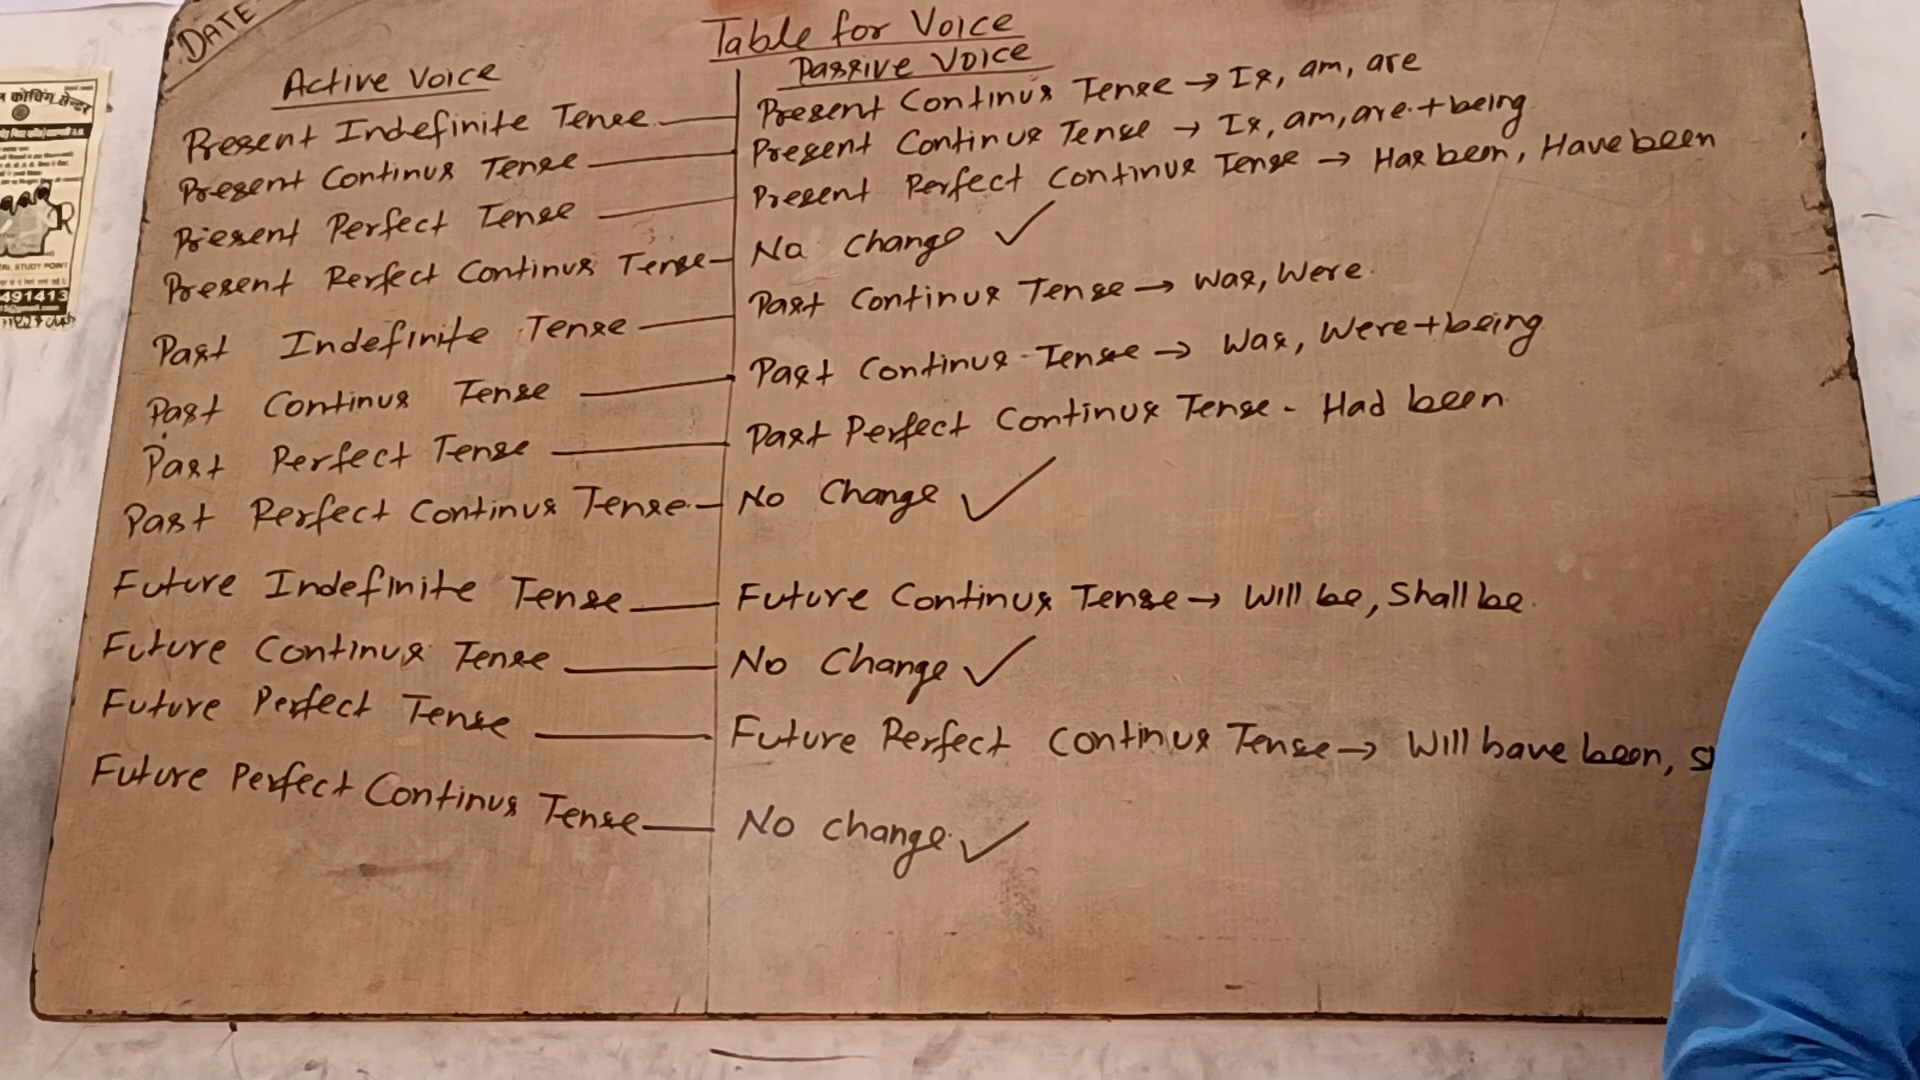 DATE
Table for Voice
Active Voice
Passive Voice
Present Indefinite Tense — Present Continus Tense → Is, am, are
Present Continus Tense — Present Continus Tense → Is, am, are + being
Present Perfect Tense — Present Perfect Continus Tense → Has been, Have been
Present Perfect Continus Tense — No Change ✓
Past Indefinite Tense — Past Continus Tense → Was, Were
Past Continus Tense — Past Continus Tense → Was, Were + being
Past Perfect Tense — Past Perfect Continus Tense - Had been
Past Perfect Continus Tense — No Change ✓
Future Indefinite Tense — Future Continus Tense → Will be, Shall be
Future Continus Tense — No Change ✓
Future Perfect Tense — Future Perfect Continus Tense → Will have been,
Future Perfect Continus Tense — No change ✓
कोचिंग सेन्टर
STUDY POINT
491413